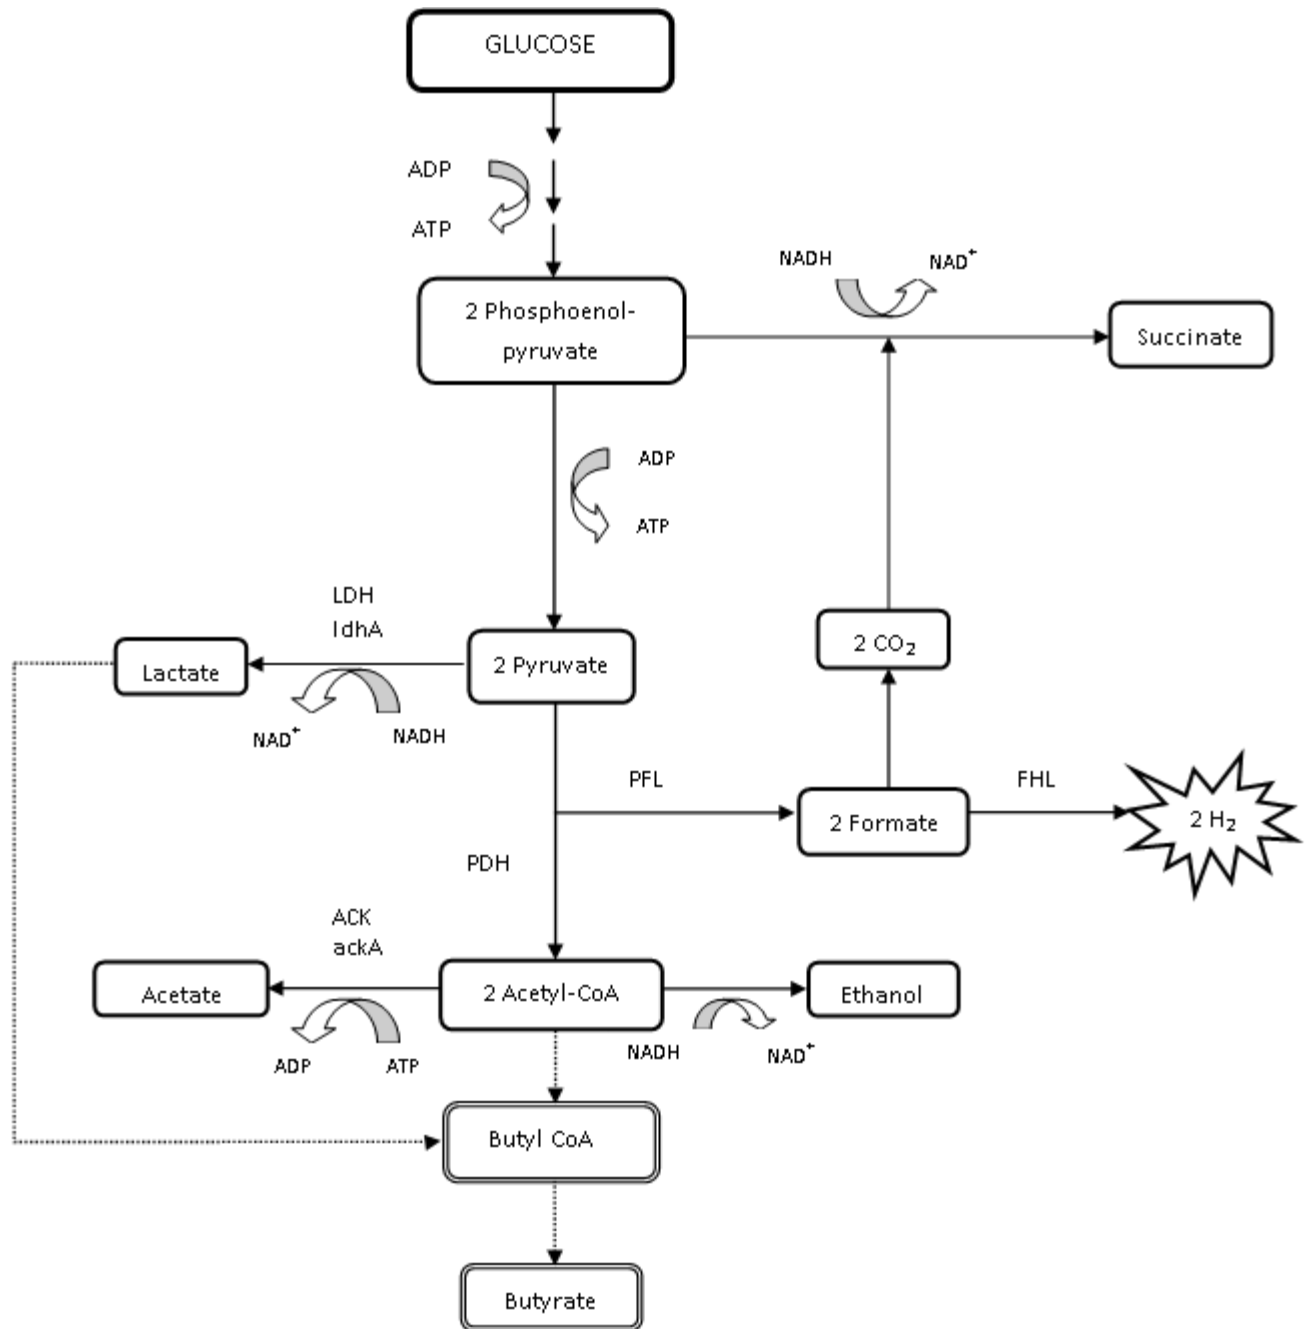 GLUCOSE
ADP
ATP
NADH
NAD⁺
2 Phosphoenol-
pyruvate
Succinate
ADP
ATP
LDH
ldhA
Lactate
2 Pyruvate
2 CO₂
NAD⁺
NADH
PFL
FHL
2 Formate
2 H₂
PDH
ACK
ackA
Acetate
2 Acetyl-CoA
Ethanol
ADP
ATP
NADH
NAD⁺
Butyl CoA
Butyrate